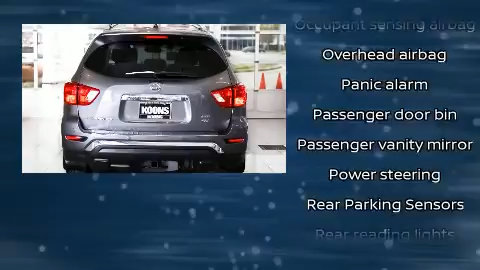 Occupant sensing airbag
Overhead airbag
Panic alarm
Passenger door bin
Passenger vanity mirror
Power steering
Rear Parking Sensors
Rear reading lights
KOONS